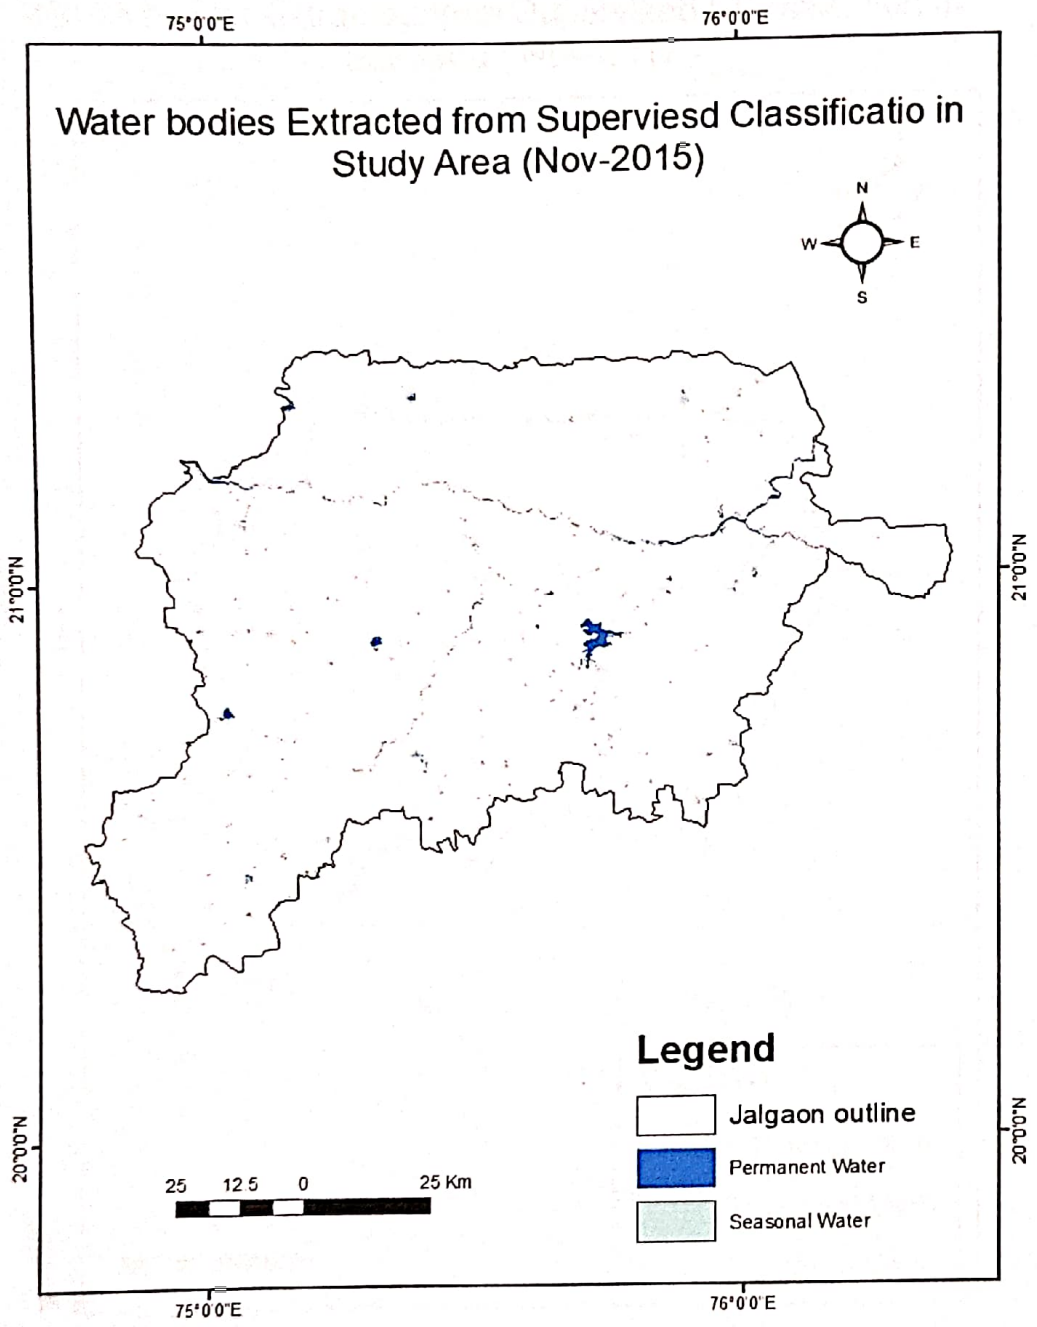 75°0'0"E
76°0'0"E
Water bodies Extracted from Superviesd Classificatio in
Study Area (Nov-2015)
N
W
E
S
21°0'0"N
21°0'0"N
Legend
Jalgaon outline
Permanent Water
Seasonal Water
20°0'0"N
20°0'0"N
25 12.5 0 25 Km
75°0'0"E
76°0'0"E